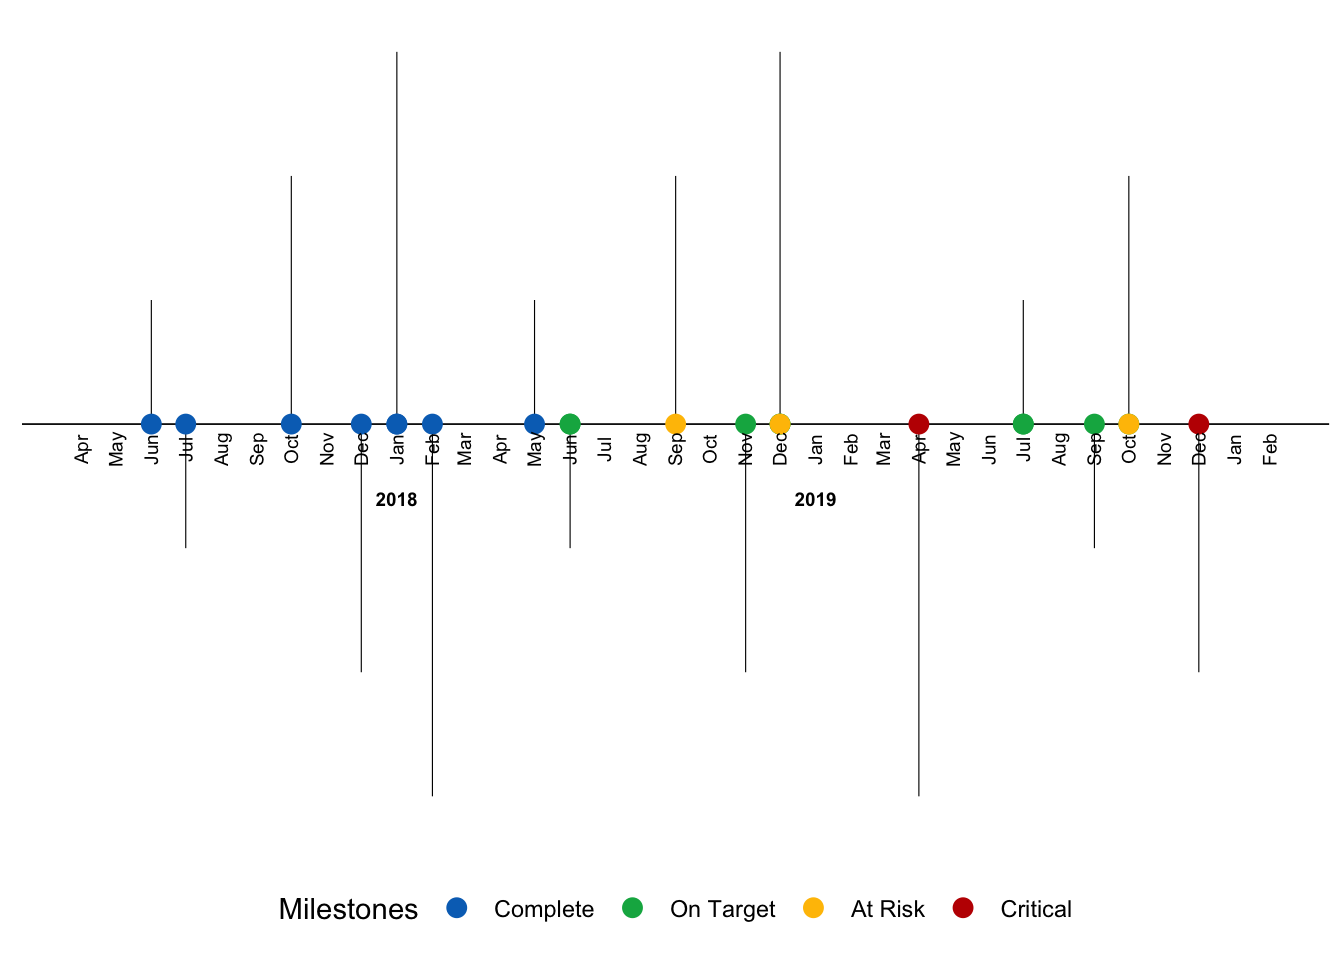 Apr May Jun Jul Aug Sep Oct Nov Dec Jan Feb Mar Apr May Jun Jul Aug Sep Oct Nov Dec Jan Feb Mar Apr May Jun Jul Aug Sep Oct Nov Dec Jan Feb
2018 2019
Milestones Complete On Target At Risk Critical